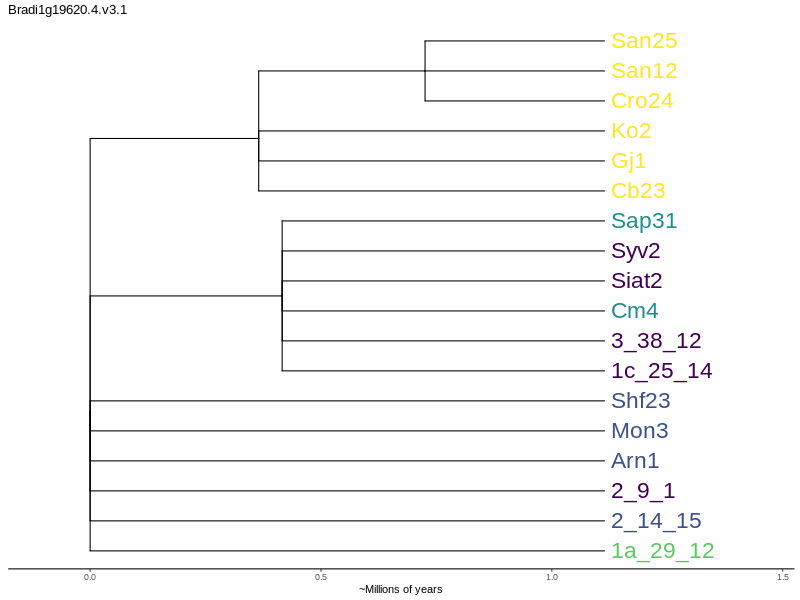 Bradi1g19620.4.v3.1
San25
San12
Cro24
Ko2
Gj1
Cb23
Sap31
Syv2
Siat2
Cm4
3_38_12
1c_25_14
Shf23
Mon3
Arn1
2_9_1
2_14_15
1a_29_12
0.0 0.5 1.0 1.5
~Millions of years